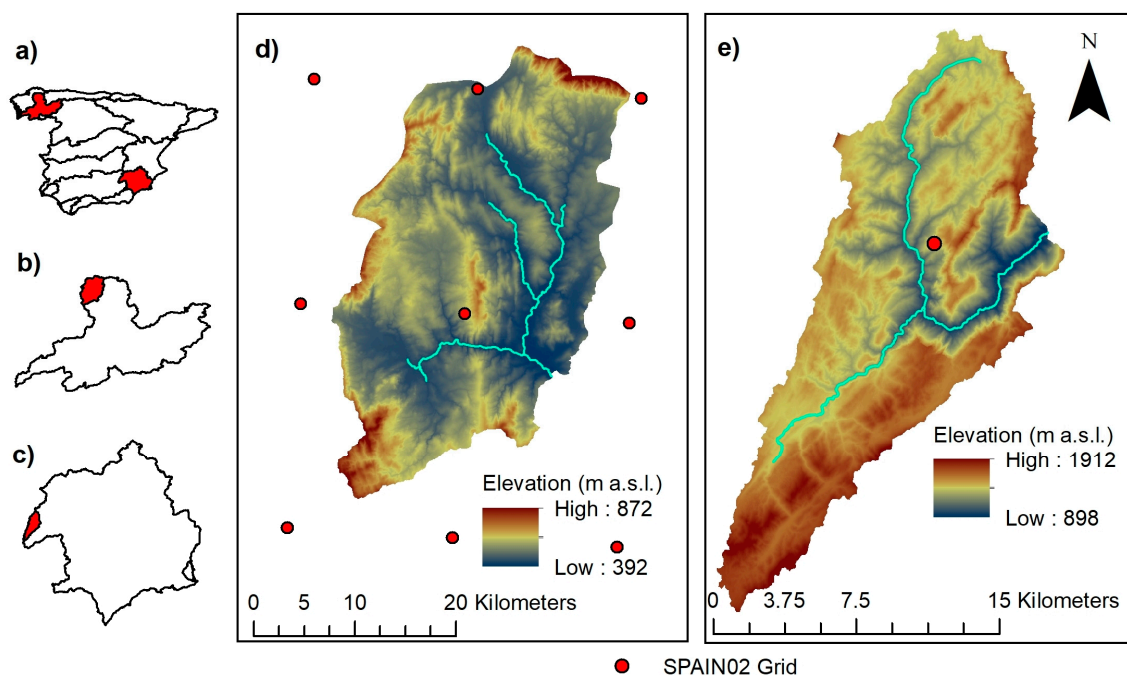 a)
b)
c)
d)
Elevation (m a.s.l.)
High : 872
Low : 392
0 5 10 20 Kilometers
e)
N
Elevation (m a.s.l.)
High : 1912
Low : 898
0 3.75 7.5 15 Kilometers
SPAIN02 Grid